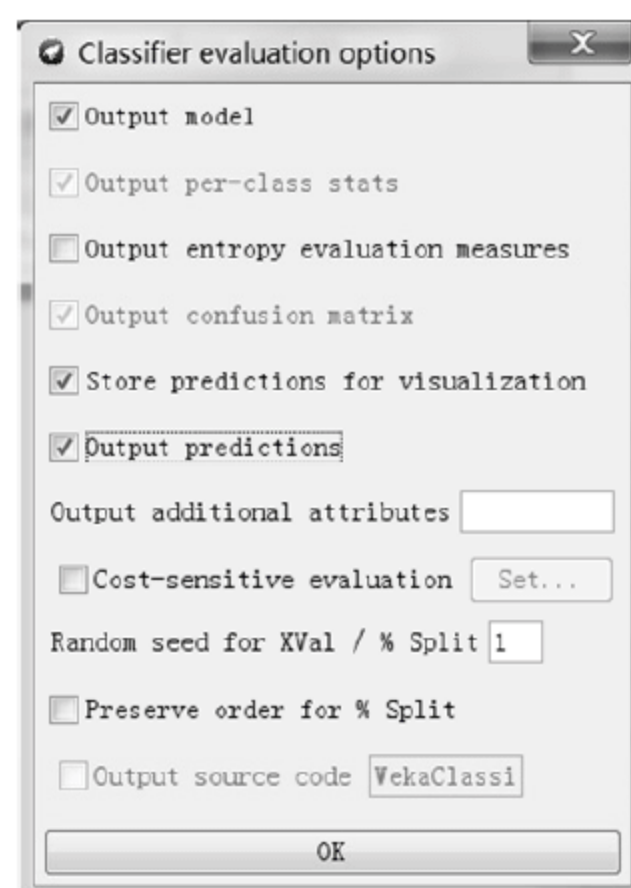 Classifier evaluation options
Output model
Output per-class stats
Output entropy evaluation measures
Output confusion matrix
Store predictions for visualization
Output predictions
Output additional attributes
Cost-sensitive evaluation Set...
Random seed for XVal / % Split 1
Preserve order for % Split
Output source code WekaClassi
OK